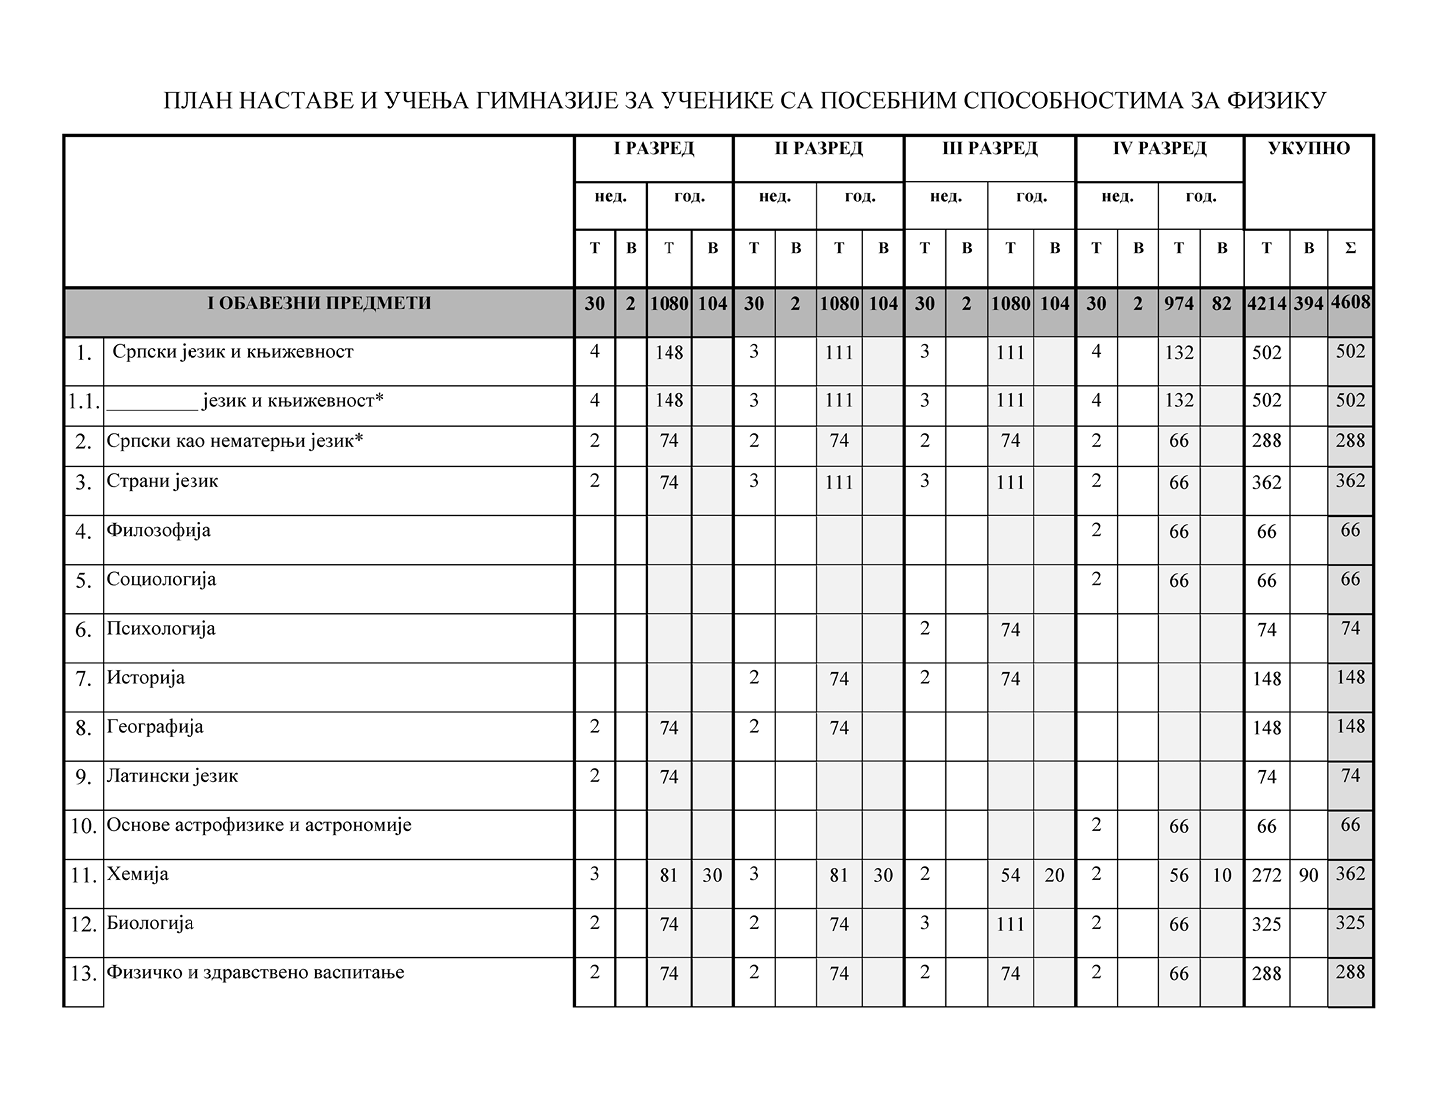 ПЛАН НАСТАВЕ И УЧЕЊА ГИМНАЗИЈЕ ЗА УЧЕНИКЕ СА ПОСЕБНИМ СПОСОБНОСТИМА ЗА ФИЗИКУ
I РАЗРЕД II РАЗРЕД III РАЗРЕД IV РАЗРЕД УКУПНО
нед. год. нед. год. нед. год. нед. год.
Т В Т В Т В Т В Т В Т В Т В Т В Т В Σ
I ОБАВЕЗНИ ПРЕДМЕТИ 30 2 1080 104 30 2 1080 104 30 2 1080 104 30 2 974 82 4214 394 4608
1. Српски језик и књижевност 4 148 3 111 3 111 4 132 502 502
1.1. __________ језик и књижевност* 4 148 3 111 3 111 4 132 502 502
2. Српски као нематерњи језик* 2 74 2 74 2 74 2 66 288 288
3. Страни језик 2 74 3 111 3 111 2 66 362 362
4. Филозофија 2 66 66 66
5. Социологија 2 66 66 66
6. Психологија 2 74 74 74
7. Историја 2 74 2 74 148 148
8. Географија 2 74 2 74 148 148
9. Латински језик 2 74 74 74
10. Основе астрофизике и астрономије 2 66 66 66
11. Хемија 3 81 30 3 81 30 2 54 20 2 56 10 272 90 362
12. Биологија 2 74 2 74 3 111 2 66 325 325
13. Физичко и здравствено васпитање 2 74 2 74 2 74 2 66 288 288